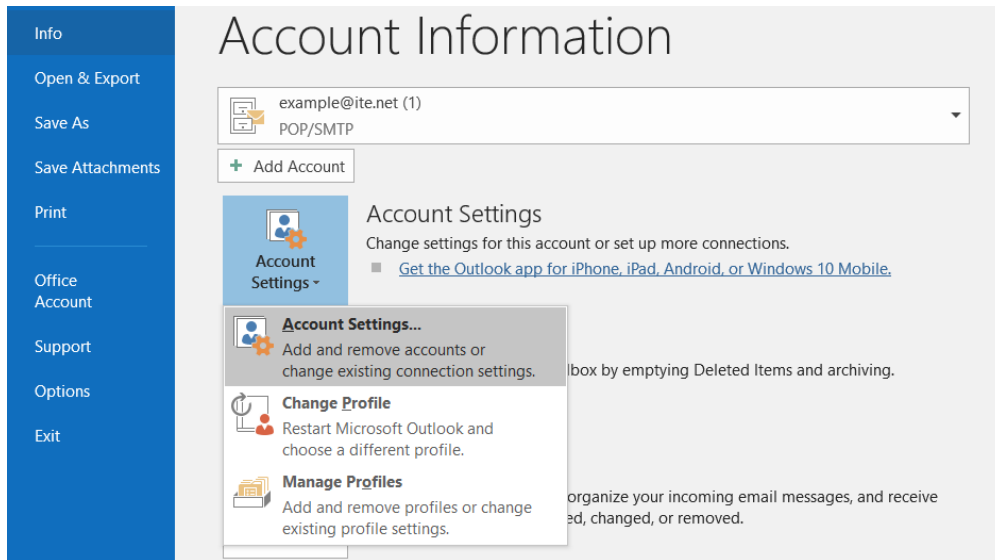 Info
Open & Export
Save As
Save Attachments
Print
Office
Account
Support
Options
Exit
Account Information
example@ite.net (1)
POP/SMTP
+ Add Account
Account
Settings
Account Settings
Change settings for this account or set up more connections.
Get the Outlook app for iPhone, iPad, Android, or Windows 10 Mobile.
Account Settings...
Add and remove accounts or
change existing connection settings.
box by emptying Deleted Items and archiving.
Change Profile
Restart Microsoft Outlook and
choose a different profile.
Manage Profiles
Add and remove profiles or change
existing profile settings.
organize your incoming email messages, and receive
ed, changed, or removed.